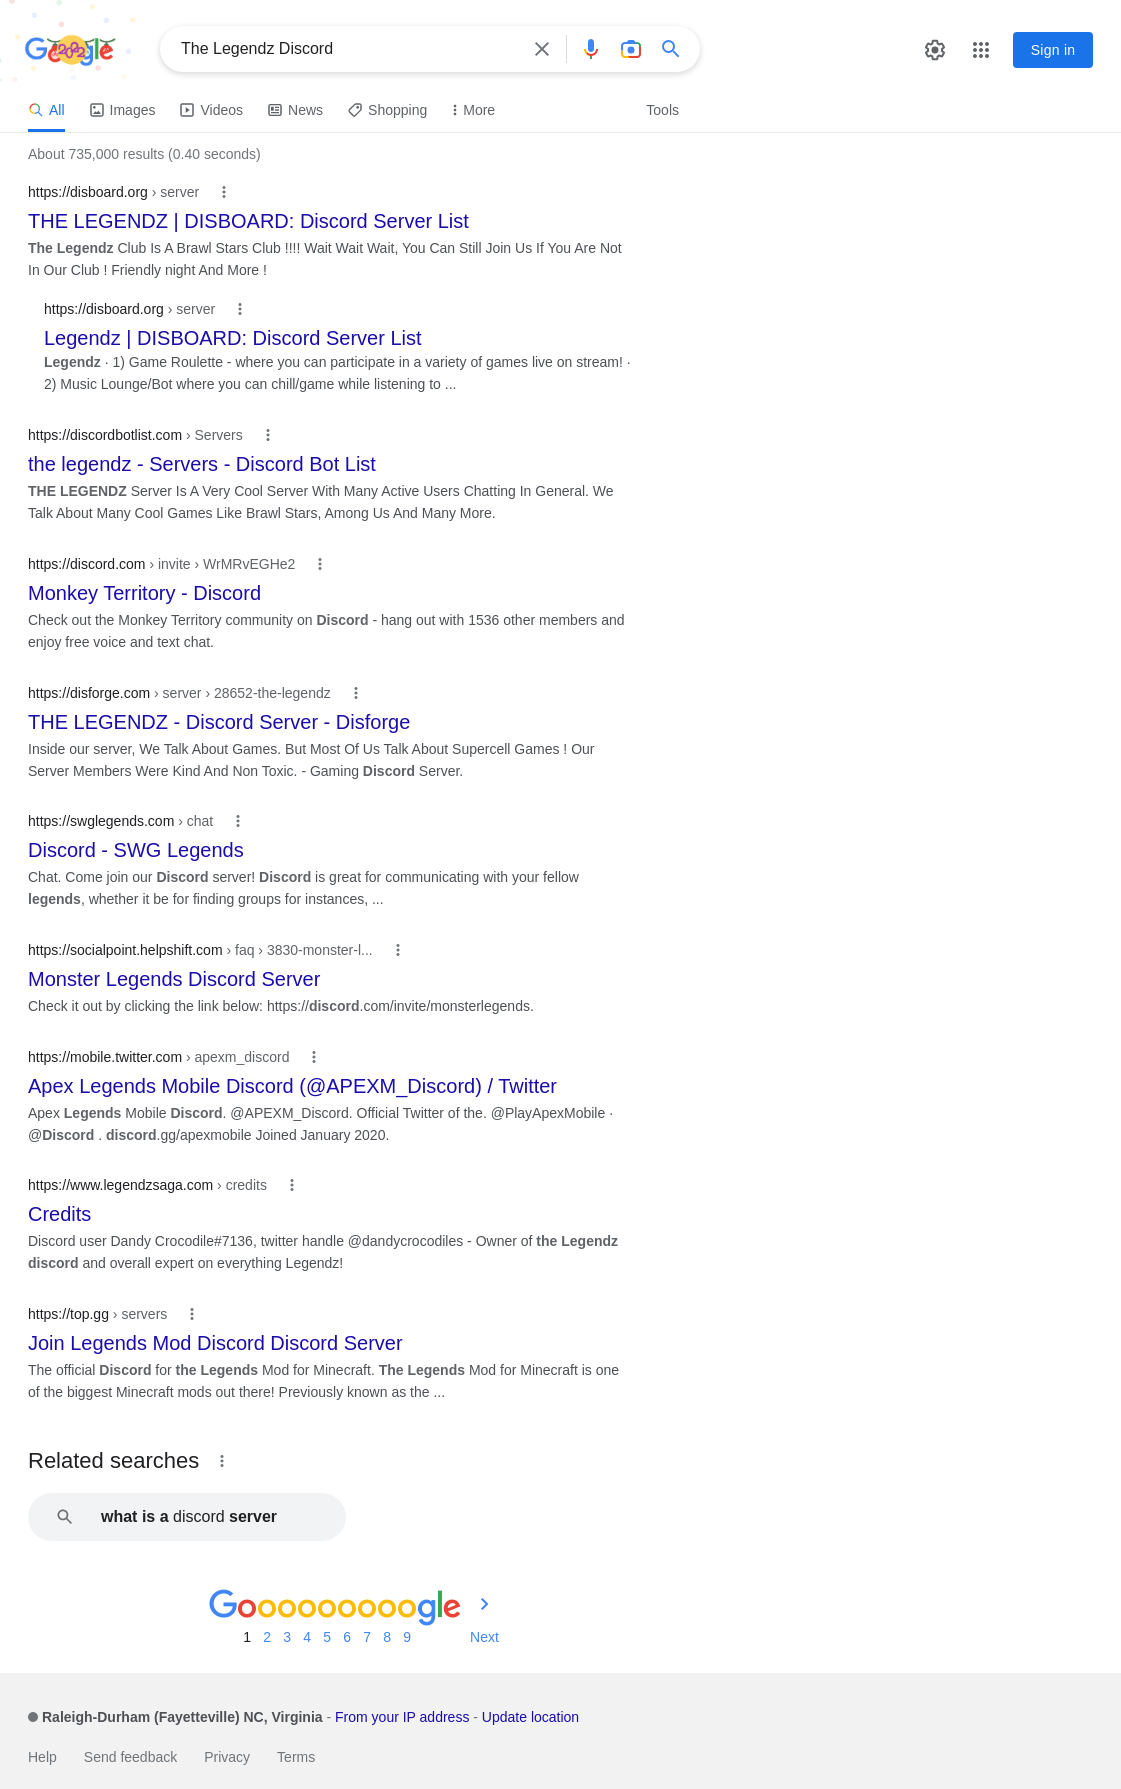 Google
The Legendz Discord
Sign in
All Images Videos News Shopping More Tools
About 735,000 results (0.40 seconds)
https://disboard.org › server
THE LEGENDZ | DISBOARD: Discord Server List
The Legendz Club Is A Brawl Stars Club !!!! Wait Wait Wait, You Can Still Join Us If You Are Not
In Our Club ! Friendly night And More !
https://disboard.org › server
Legendz | DISBOARD: Discord Server List
Legendz · 1) Game Roulette - where you can participate in a variety of games live on stream! ·
2) Music Lounge/Bot where you can chill/game while listening to ...
https://discordbotlist.com › Servers
the legendz - Servers - Discord Bot List
THE LEGENDZ Server Is A Very Cool Server With Many Active Users Chatting In General. We
Talk About Many Cool Games Like Brawl Stars, Among Us And Many More.
https://discord.com › invite › WrMRvEGHe2
Monkey Territory - Discord
Check out the Monkey Territory community on Discord - hang out with 1536 other members and
enjoy free voice and text chat.
https://disforge.com › server › 28652-the-legendz
THE LEGENDZ - Discord Server - Disforge
Inside our server, We Talk About Games. But Most Of Us Talk About Supercell Games ! Our
Server Members Were Kind And Non Toxic. - Gaming Discord Server.
https://swglegends.com › chat
Discord - SWG Legends
Chat. Come join our Discord server! Discord is great for communicating with your fellow
legends, whether it be for finding groups for instances, ...
https://socialpoint.helpshift.com › faq › 3830-monster-l...
Monster Legends Discord Server
Check it out by clicking the link below: https://discord.com/invite/monsterlegends.
https://mobile.twitter.com › apexm_discord
Apex Legends Mobile Discord (@APEXM_Discord) / Twitter
Apex Legends Mobile Discord. @APEXM_Discord. Official Twitter of the. @PlayApexMobile ·
@Discord . discord.gg/apexmobile Joined January 2020.
https://www.legendzsaga.com › credits
Credits
Discord user Dandy Crocodile#7136, twitter handle @dandycrocodiles - Owner of the Legendz
discord and overall expert on everything Legendz!
https://top.gg › servers
Join Legends Mod Discord Discord Server
The official Discord for the Legends Mod for Minecraft. The Legends Mod for Minecraft is one
of the biggest Minecraft mods out there! Previously known as the ...
Related searches
what is a discord server
Goooooooooogle
1 2 3 4 5 6 7 8 9 Next
Raleigh-Durham (Fayetteville) NC, Virginia - From your IP address - Update location
Help Send feedback Privacy Terms